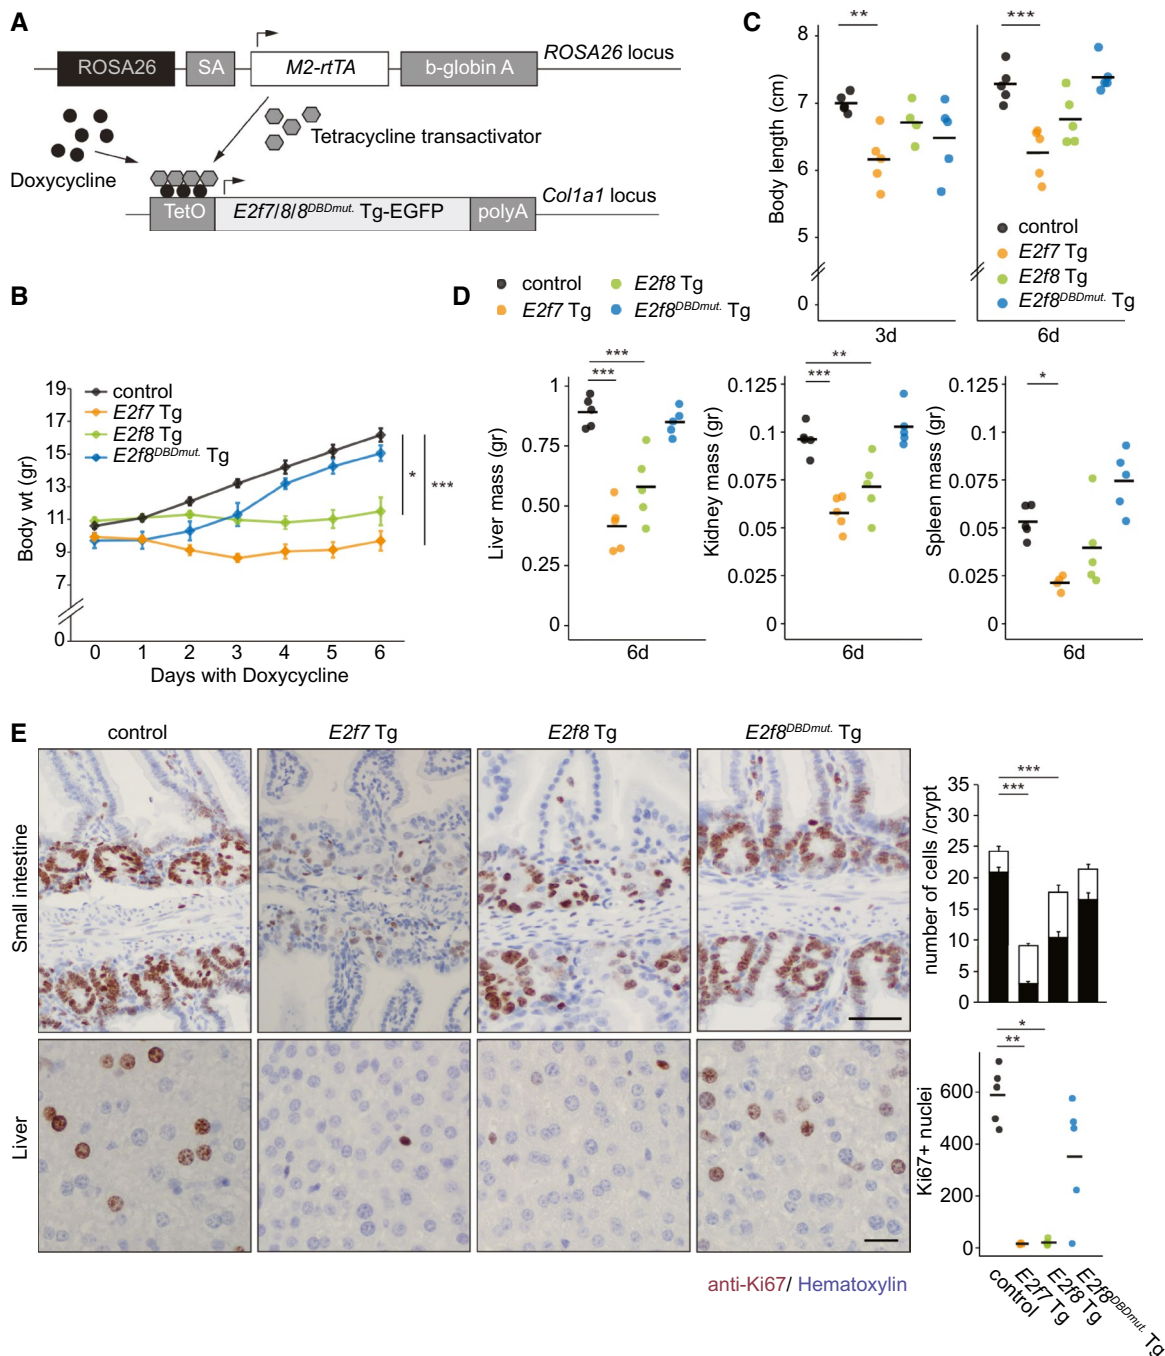 A
ROSA26
SA
M2-rtTA
b-globin A
ROSA26 locus
Tetracycline transactivator
Doxycycline
Col1a1 locus
TetO
E2f7/8/8DBDmut. Tg-EGFP
polyA
B
19
17
15
13
11
9
7
0
Body wt (gr)
control
E2f7 Tg
E2f8 Tg
E2f8DBDmut. Tg
*
***
0 1 2 3 4 5 6
Days with Doxycycline
C
**
***
8
7
6
5
0
Body length (cm)
control
E2f7 Tg
E2f8 Tg
E2f8DBDmut. Tg
3d
6d
D
control
E2f8 Tg
E2f7 Tg
E2f8DBDmut. Tg
***
***
1
0.75
0.50
0.25
0
Liver mass (gr)
6d
**
***
0.125
0.1
0.075
0.05
0.025
0
Kidney mass (gr)
6d
*
0.125
0.1
0.075
0.05
0.025
0
Spleen mass (gr)
6d
E
control
E2f7 Tg
E2f8 Tg
E2f8DBDmut. Tg
Small intestine
Liver
anti-Ki67/ Hematoxylin
***
***
35
30
25
20
15
10
5
0
number of cells /crypt
*
**
600
400
200
0
Ki67+ nuclei
control
E2f7 Tg
E2f8 Tg
E2f8DBDmut. Tg